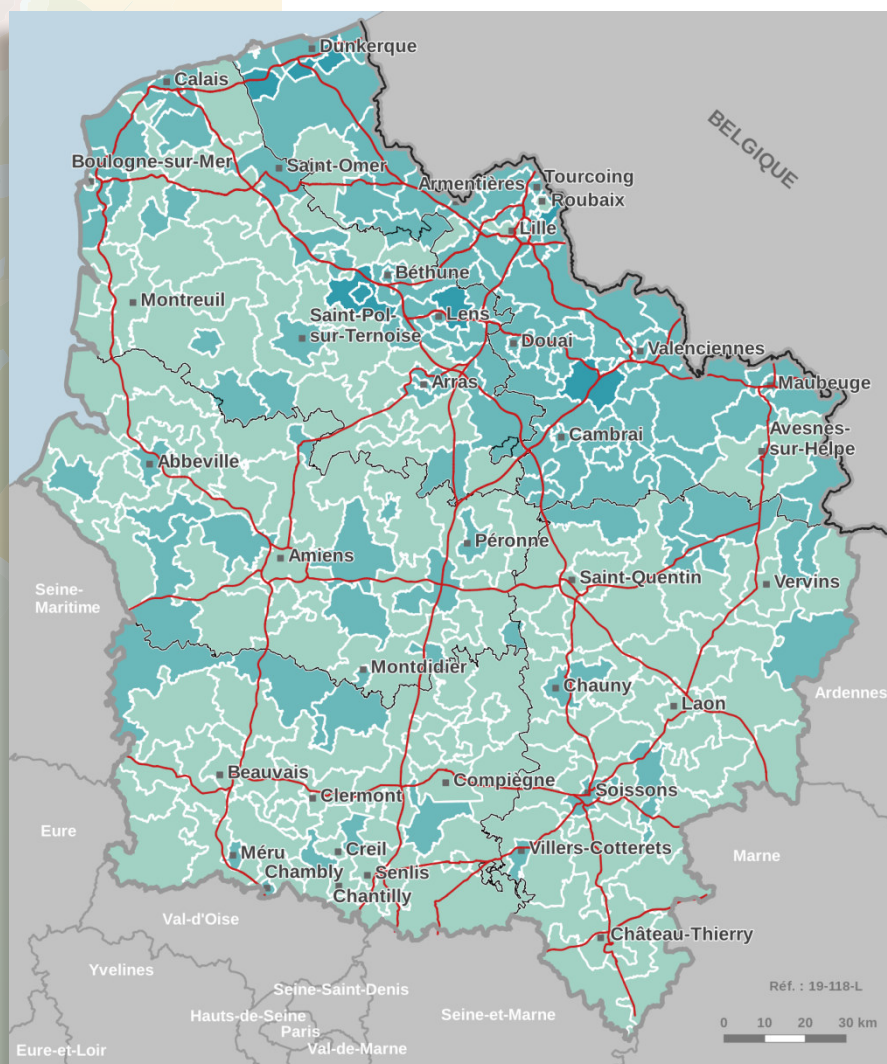 Dunkerque
Calais
BELGIQUE
Boulogne-sur-Mer
Saint-Omer
Tourcoing
Armentières
Roubaix
Lille
Béthune
Montreuil
Saint-Pol-
sur-Ternoise
Lens
Douai
Valenciennes
Arras
Maubeuge
Avesnes-
sur-Helpe
Cambrai
Abbeville
Péronne
Amiens
Saint-Quentin
Vervins
Seine-
Maritime
Montdidier
Chauny
Ardennes
Laon
Beauvais
Compiègne
Soissons
Clermont
Eure
Méru
Creil
Villers-Cotterets
Marne
Chambly
Senlis
Chantilly
Val-d'Oise
Château-Thierry
Yvelines
Seine-Saint-Denis
Réf. : 19-118-L
Hauts-de-Seine
Seine-et-Marne
Paris
0 10 20 30 km
Eure-et-Loir
Val-de-Marne